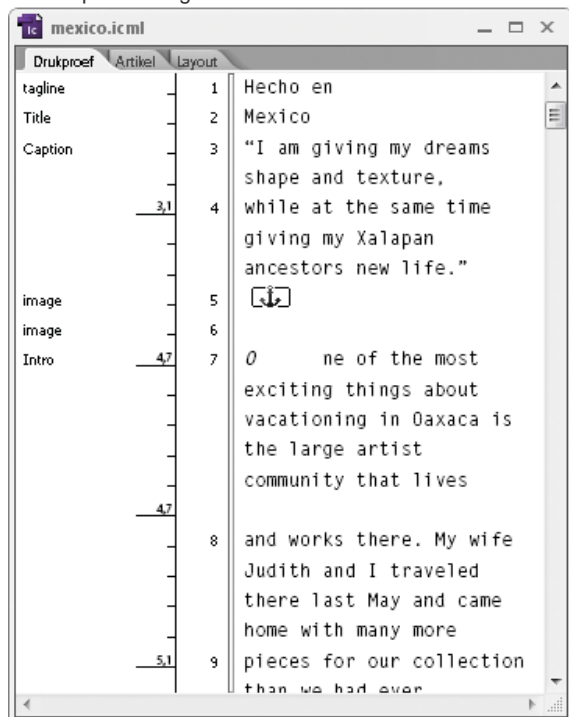 mexico.icml
Drukproef Artikel Layout
tagline 1 Hecho en
Title 2 Mexico
Caption 3 “I am giving my dreams
shape and texture,
3,1 4 while at the same time
giving my Xalapan
ancestors new life.”
image 5
image 6
Intro 4,7 7 O ne of the most
exciting things about
vacationing in Oaxaca is
the large artist
community that lives
4,7
8 and works there. My wife
Judith and I traveled
there last May and came
home with many more
5,1 9 pieces for our collection
than we had ever